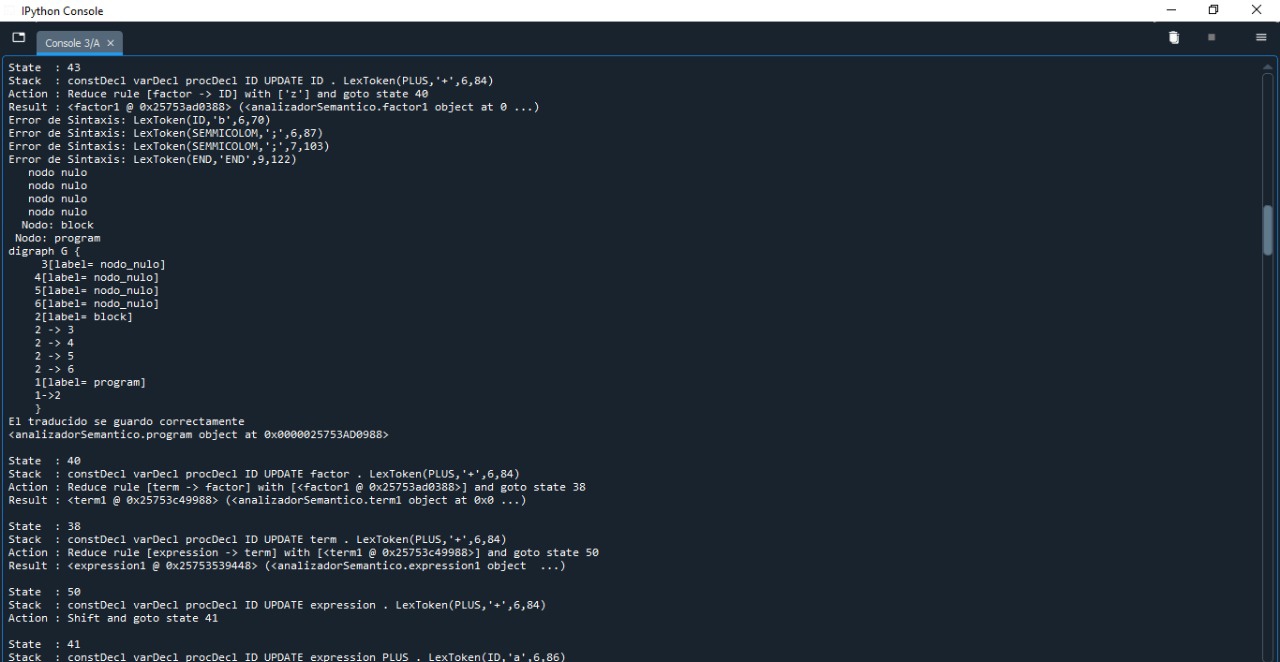 IPython Console
Console 3/A
State : 43
Stack : constDecl varDecl procDecl ID UPDATE ID . LexToken(PLUS,'+',6,84)
Action : Reduce rule [factor -> ID] with ['z'] and goto state 40
Result : <factor1 @ 0x25753ad0388> (<analizadorSemantico.factor1 object at 0 ...)
Error de Sintaxis: LexToken(ID,'b',6,70)
Error de Sintaxis: LexToken(SEMMICOLOM,';',6,87)
Error de Sintaxis: LexToken(SEMMICOLOM,';',7,103)
Error de Sintaxis: LexToken(END,'END',9,122)
nodo nulo
nodo nulo
nodo nulo
nodo nulo
Nodo: block
Nodo: program
digraph G {
3[label= nodo_nulo]
4[label= nodo_nulo]
5[label= nodo_nulo]
6[label= nodo_nulo]
2[label= block]
2 -> 3
2 -> 4
2 -> 5
2 -> 6
1[label= program]
1->2
}
El traducido se guardo correctamente
<analizadorSemantico.program object at 0x0000025753AD0988>
State : 40
Stack : constDecl varDecl procDecl ID UPDATE factor . LexToken(PLUS,'+',6,84)
Action : Reduce rule [term -> factor] with [<factor1 @ 0x25753ad0388>] and goto state 38
Result : <term1 @ 0x25753c49988> (<analizadorSemantico.term1 object at 0x0 ...)
State : 38
Stack : constDecl varDecl procDecl ID UPDATE term . LexToken(PLUS,'+',6,84)
Action : Reduce rule [expression -> term] with [<term1 @ 0x25753c49988>] and goto state 50
Result : <expression1 @ 0x25753539448> (<analizadorSemantico.expression1 object ...)
State : 50
Stack : constDecl varDecl procDecl ID UPDATE expression . LexToken(PLUS,'+',6,84)
Action : Shift and goto state 41
State : 41
Stack : constDecl varDecl procDecl ID UPDATE expression PLUS . LexToken(ID,'a',6,86)